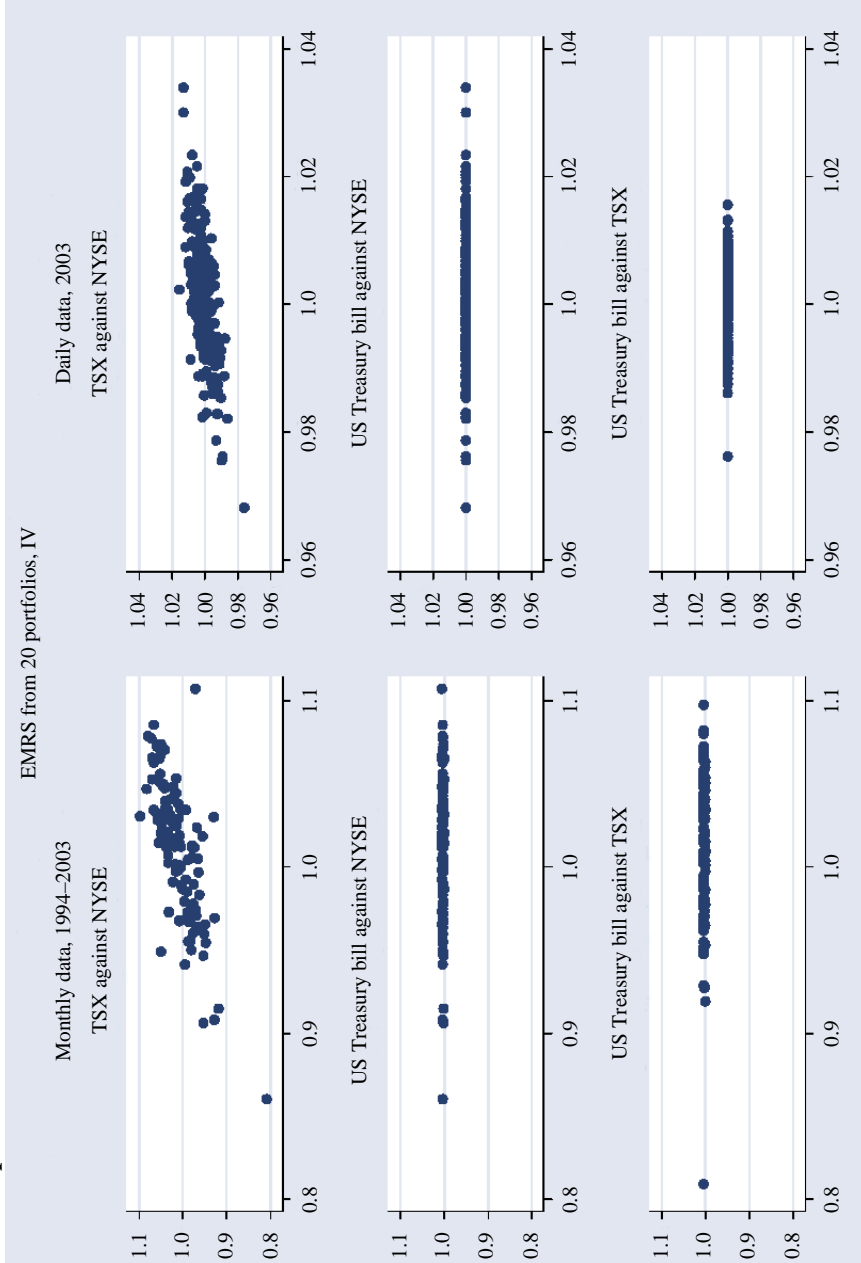 EMRS from 20 portfolios, IV
Monthly data, 1994–2003
TSX against NYSE
1.1
1.0
0.9
0.8
0.8 0.9 1.0 1.1
Daily data, 2003
TSX against NYSE
1.04
1.02
1.00
0.98
0.96
0.96 0.98 1.0 1.02 1.04
US Treasury bill against NYSE
1.1
1.0
0.9
0.8
0.8 0.9 1.0 1.1
US Treasury bill against NYSE
1.04
1.02
1.00
0.98
0.96
0.96 0.98 1.0 1.02 1.04
US Treasury bill against TSX
1.1
1.0
0.9
0.8
0.8 0.9 1.0 1.1
US Treasury bill against TSX
1.04
1.02
1.00
0.98
0.96
0.96 0.98 1.0 1.02 1.04